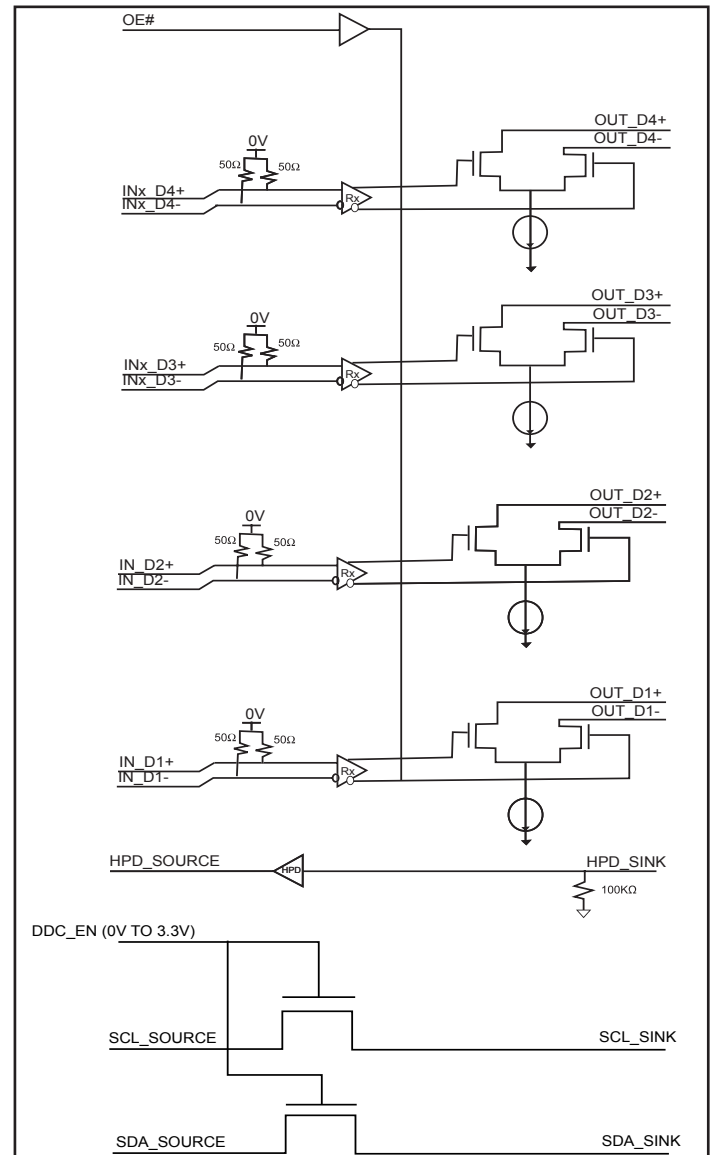 OE#
OUT_D4+
OUT_D4-
0V
50Ω
50Ω
INx_D4+
INx_D4-
Rx
OUT_D3+
OUT_D3-
0V
50Ω
50Ω
INx_D3+
INx_D3-
Rx
OUT_D2+
OUT_D2-
0V
50Ω
50Ω
IN_D2+
IN_D2-
Rx
OUT_D1+
OUT_D1-
0V
50Ω
50Ω
IN_D1+
IN_D1-
Rx
HPD_SOURCE
HPD
HPD_SINK
100KΩ
DDC_EN (0V TO 3.3V)
SCL_SOURCE
SCL_SINK
SDA_SOURCE
SDA_SINK